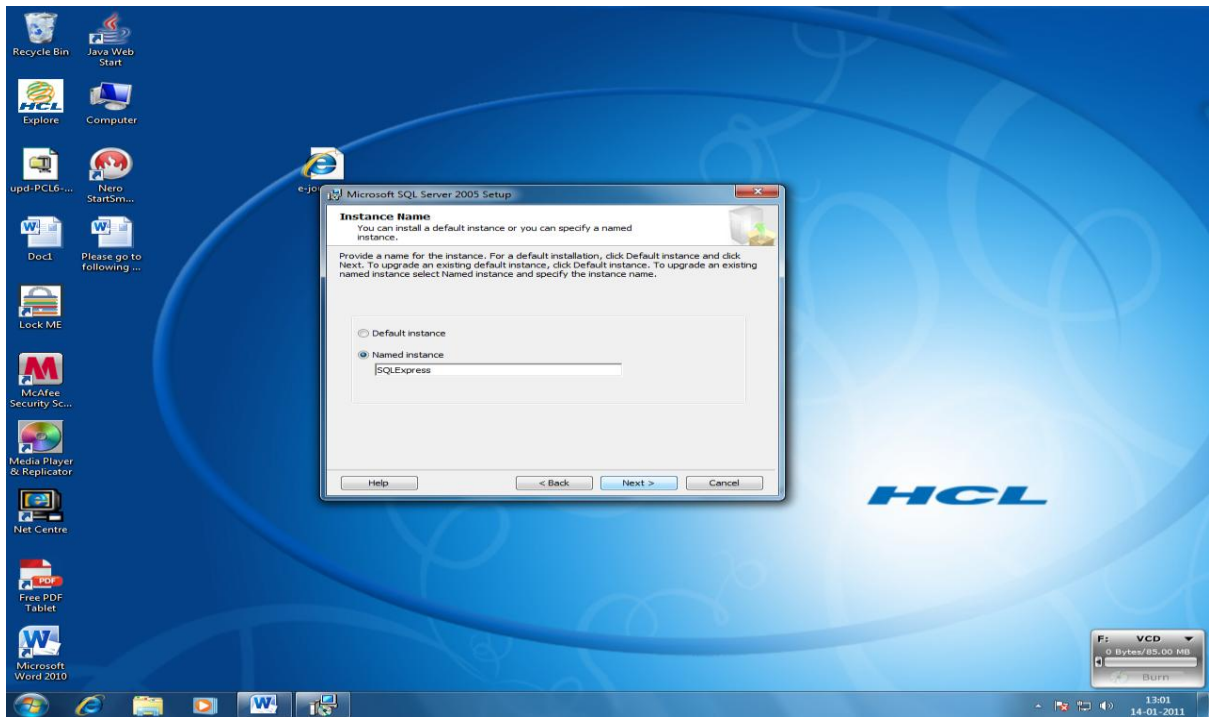 Recycle Bin
Java Web
Start
HCL
Explore
Computer
upd-PCL6-...
Nero
StartSm...
Doc1
Please go to
following ...
Lock ME
McAfee
Security Sc...
Media Player
& Replicator
Net Centre
PDF
Free PDF
Tablet
Microsoft
Word 2010
e-jou
Microsoft SQL Server 2005 Setup
Instance Name
You can install a default instance or you can specify a named
instance.
Provide a name for the instance. For a default installation, click Default instance and click
Next. To upgrade an existing default instance, click Default instance. To upgrade an existing
named instance select Named instance and specify the instance name.
Default instance
Named instance
SQLExpress
Help
< Back
Next >
Cancel
HCL
F: VCD
0 Bytes/85.00 MB
Burn
13:01
14-01-2011